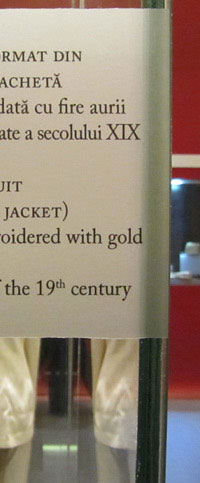 ORMAT DIN
ACHETĂ
dată cu fire aurii
ate a secolului XIX
UIT
JACKET)
oidered with gold
f the 19th century